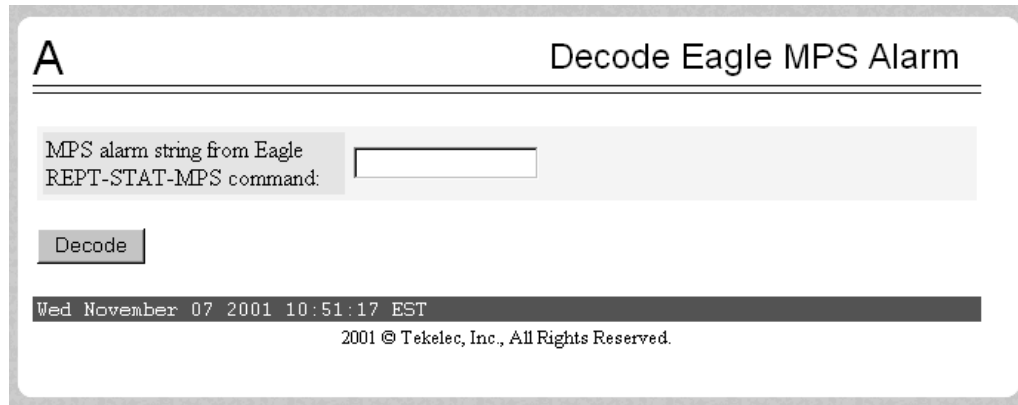 A
Decode Eagle MPS Alarm
MPS alarm string from Eagle
REPT-STAT-MPS command:
Decode
Wed November 07 2001 10:51:17 EST
2001 © Tekelec, Inc., All Rights Reserved.